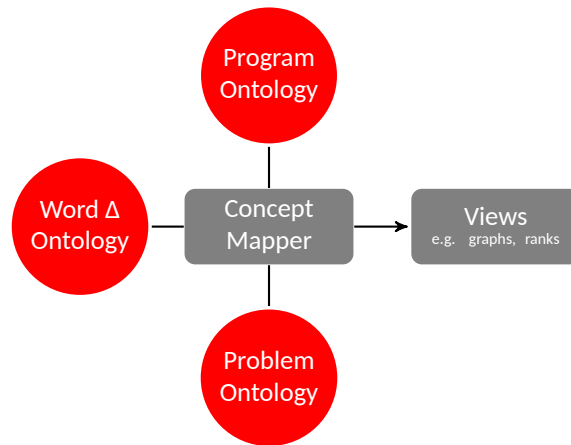 Program
Ontology
Word Δ
Ontology
Concept
Mapper
Views
e.g. graphs, ranks
Problem
Ontology